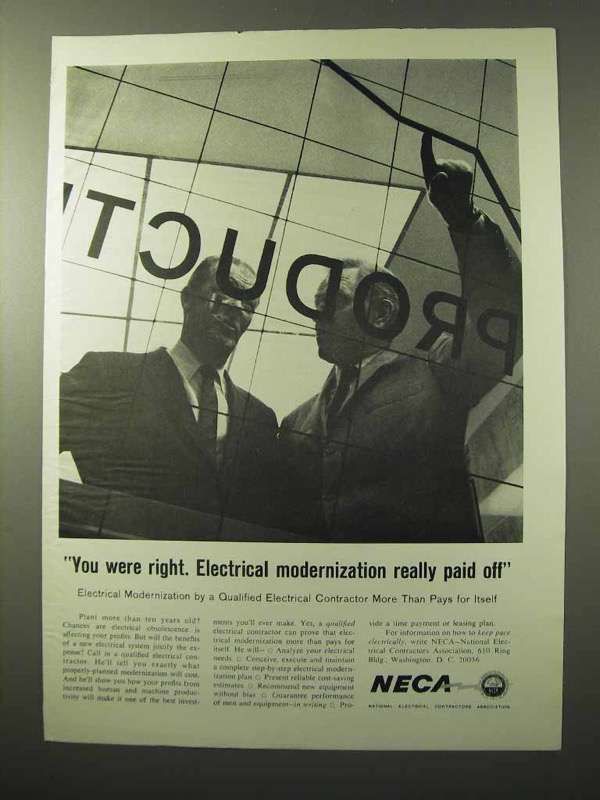 PRODUCTI
"You were right. Electrical modernization really paid off"
Electrical Modernization by a Qualified Electrical Contractor More Than Pays for Itself
Plant more than ten years old?
Chances are electrical obsolescence is
affecting your profits. But will the benefits
of a new electrical system justify the ex-
pense? Call in a qualified electrical con-
tractor. He'll tell you exactly what
properly-planned modernization will cost.
And he'll show you how your profits from
increased human and machine produc-
tivity will make it one of the best invest-
ments you'll ever make. Yes, a qualified
electrical contractor can prove that elec-
trical modernization more than pays for
itself. He will— Analyze your electrical
needs Conceive, execute and maintain
a complete step-by-step electrical modern-
ization plan Present reliable cost-saving
estimates Recommend new equipment
without bias Guarantee performance
of men and equipment—in writing Pro-
vide a time payment or leasing plan.
For information on how to keep pace
electrically, write NECA–National Elec-
trical Contractors Association, 610 Ring
Bldg., Washington, D. C. 20036
NECA
NATIONAL ELECTRICAL CONTRACTORS ASSOCIATION